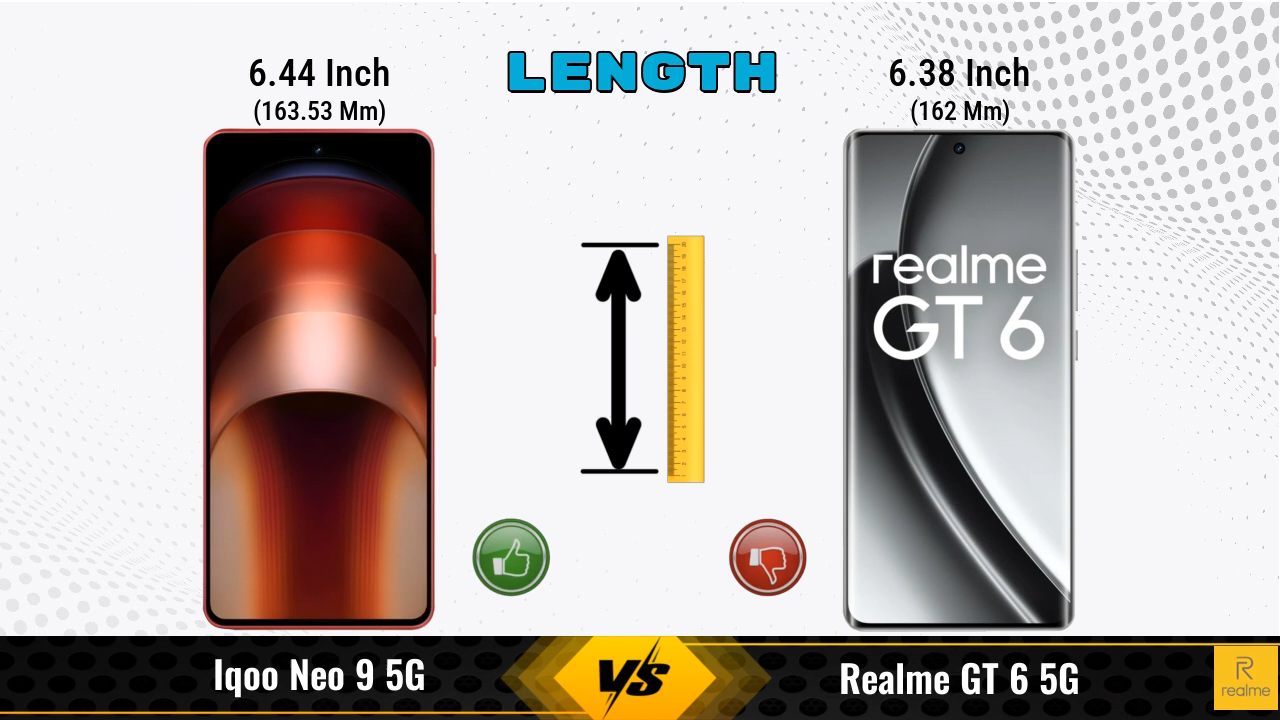 LENGTH
6.44 Inch
(163.53 Mm)
6.38 Inch
(162 Mm)
realme
GT 6
Iqoo Neo 9 5G
VS
Realme GT 6 5G
R
realme